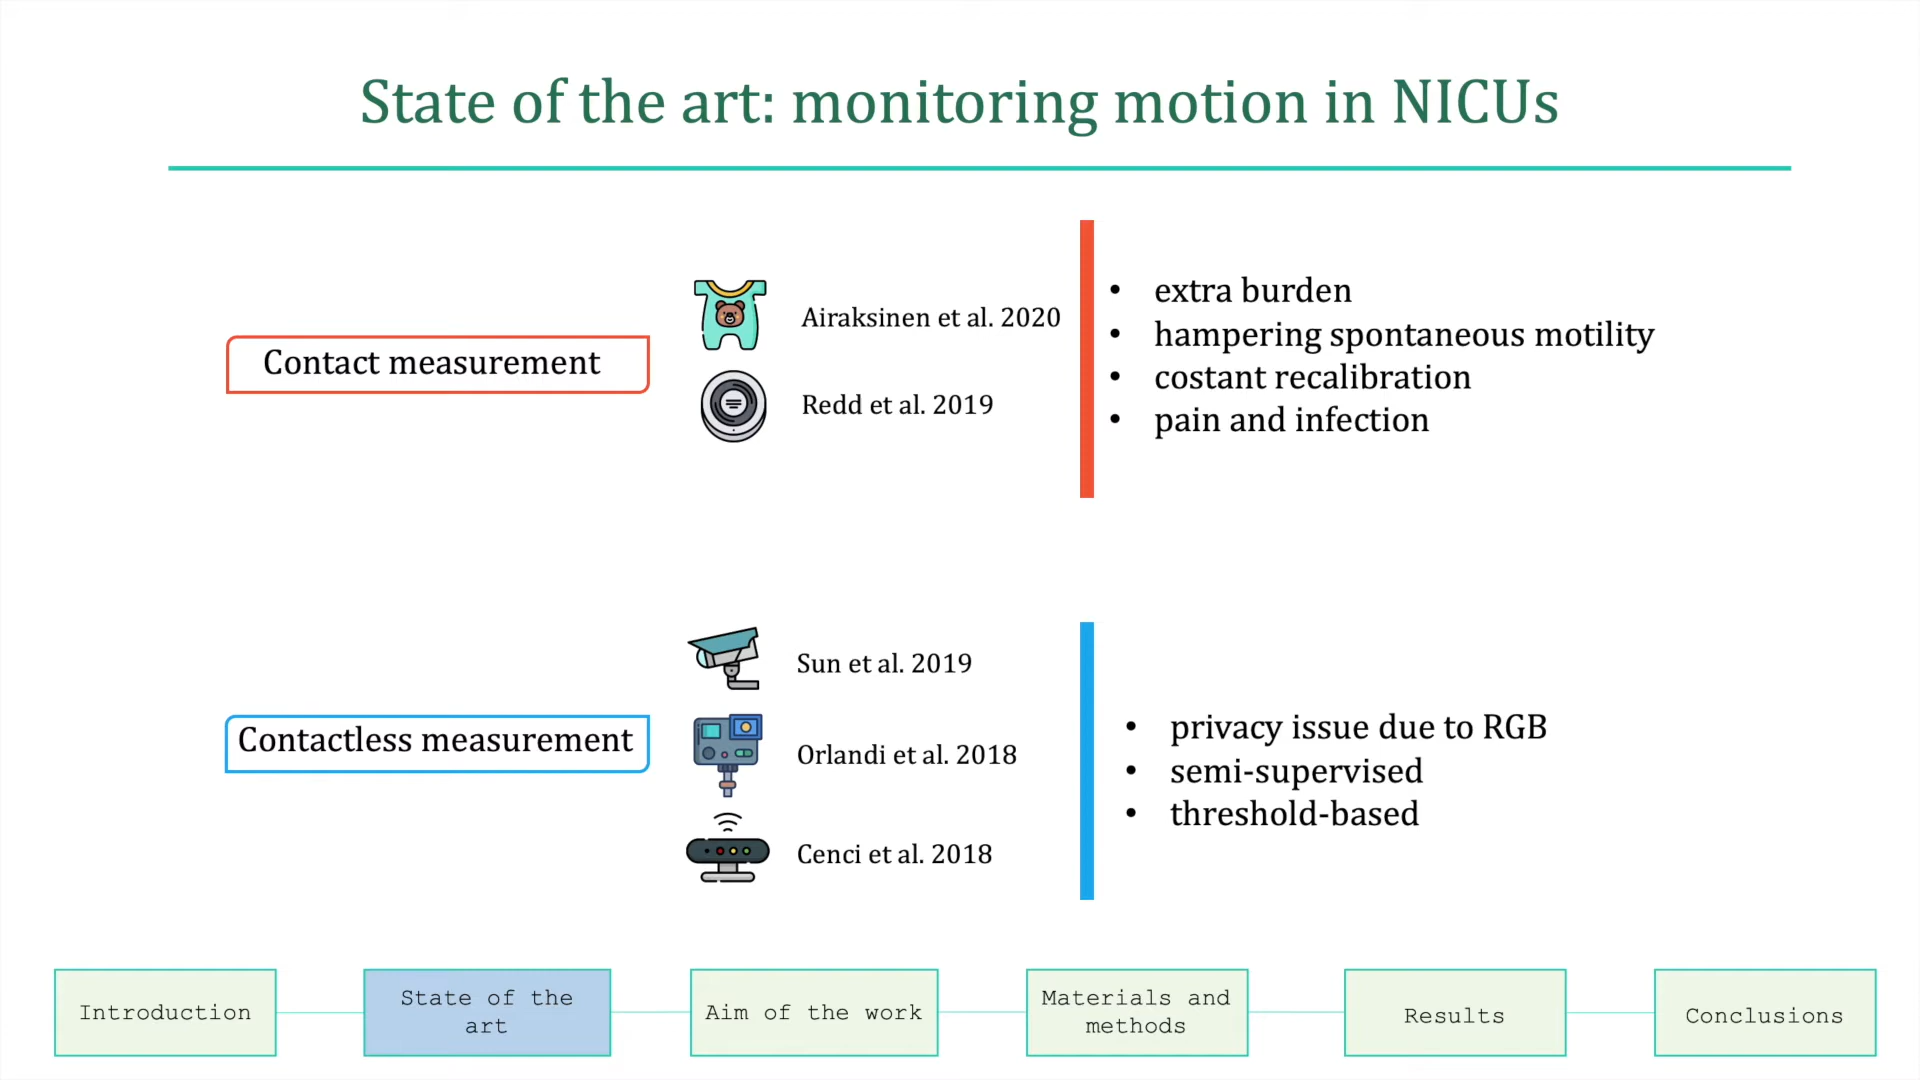 State of the art: monitoring motion in NICUs
Contact measurement
Airaksinen et al. 2020
Redd et al. 2019
• extra burden
• hampering spontaneous motility
• costant recalibration
• pain and infection
Contactless measurement
Sun et al. 2019
Orlandi et al. 2018
Cenci et al. 2018
• privacy issue due to RGB
• semi-supervised
• threshold-based
Introduction
State of the
art
Aim of the work
Materials and
methods
Results
Conclusions